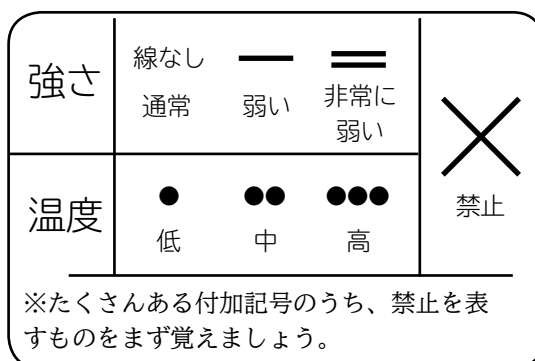 強さ
線なし
通常
弱い
非常に
弱い
禁止
温度
低
中
高
※たくさんある付加記号のうち、禁止を表
すものをまず覚えましょう。